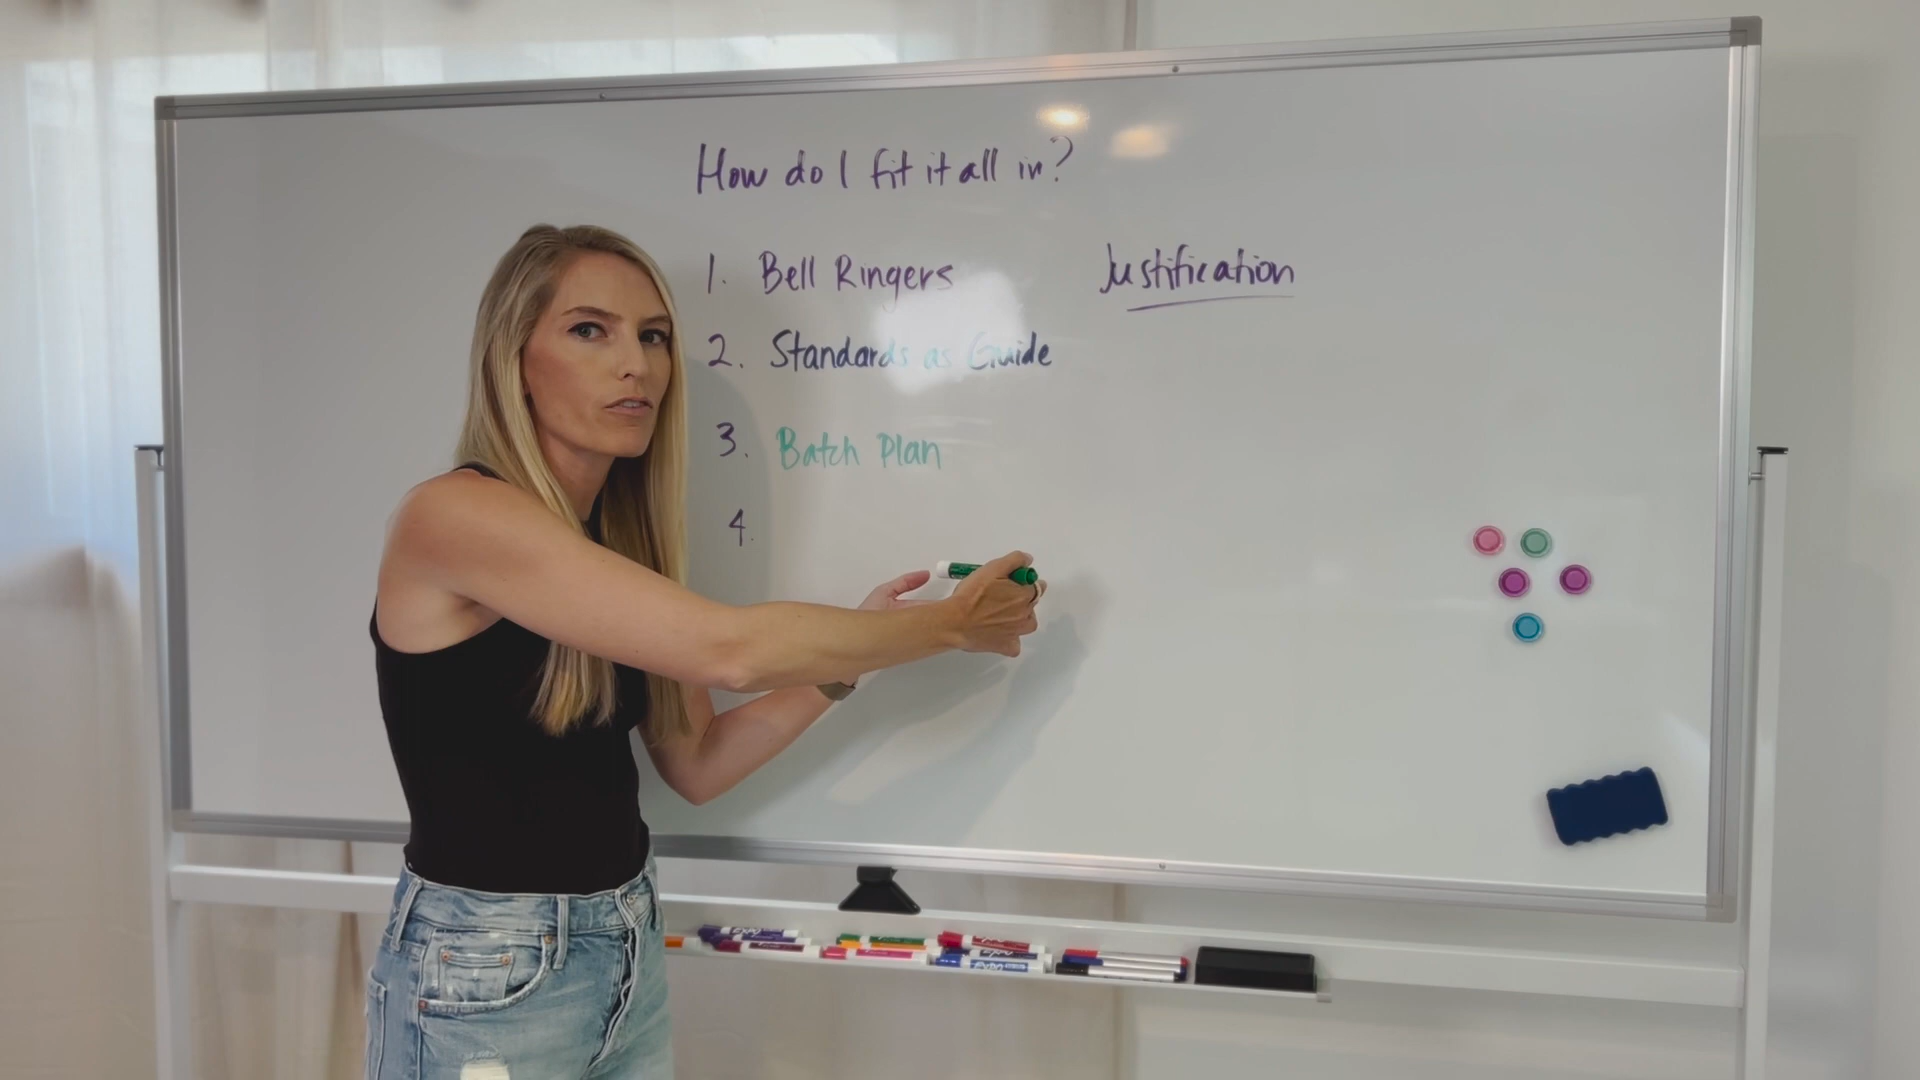 How do I fit it all in?
1. Bell Ringers
Justification
2. Standards as Guide
3. Batch Plan
4.